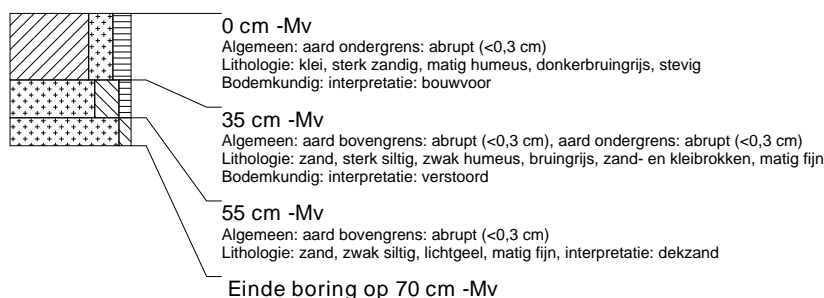 0 cm -Mv
Algemeen: aard ondergrens: abrupt (<0,3 cm)
Lithologie: klei, sterk zandig, matig humeus, donkerbruingrijs, stevig
Bodemkundig: interpretatie: bouwvoor
35 cm -Mv
Algemeen: aard bovengrens: abrupt (<0,3 cm), aard ondergrens: abrupt (<0,3 cm)
Lithologie: zand, sterk siltig, zwak humeus, bruingrijs, zand- en kleibrokken, matig fijn
Bodemkundig: interpretatie: verstoord
55 cm -Mv
Algemeen: aard bovengrens: abrupt (<0,3 cm)
Lithologie: zand, zwak siltig, lichtgeel, matig fijn, interpretatie: dekzand
Einde boring op 70 cm -Mv